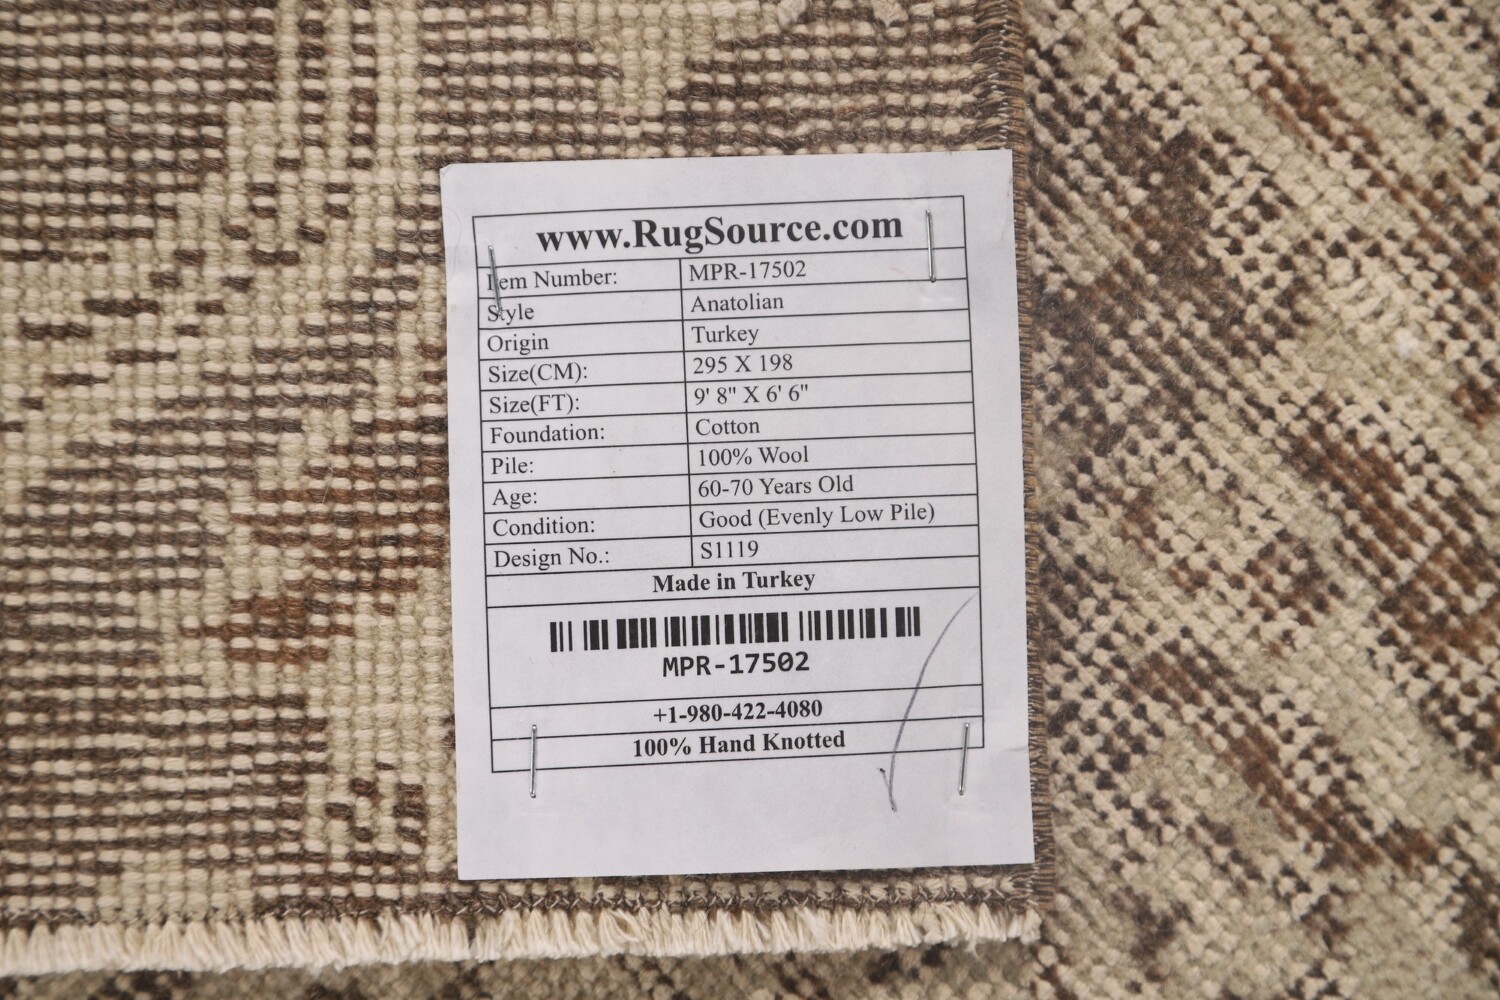 www.RugSource.com
Item Number: MPR-17502
Style Anatolian
Origin Turkey
Size(CM): 295 X 198
Size(FT): 9' 8" X 6' 6"
Foundation: Cotton
Pile: 100% Wool
Age: 60-70 Years Old
Condition: Good (Evenly Low Pile)
Design No.: S1119
Made in Turkey
MPR-17502
+1-980-422-4080
100% Hand Knotted